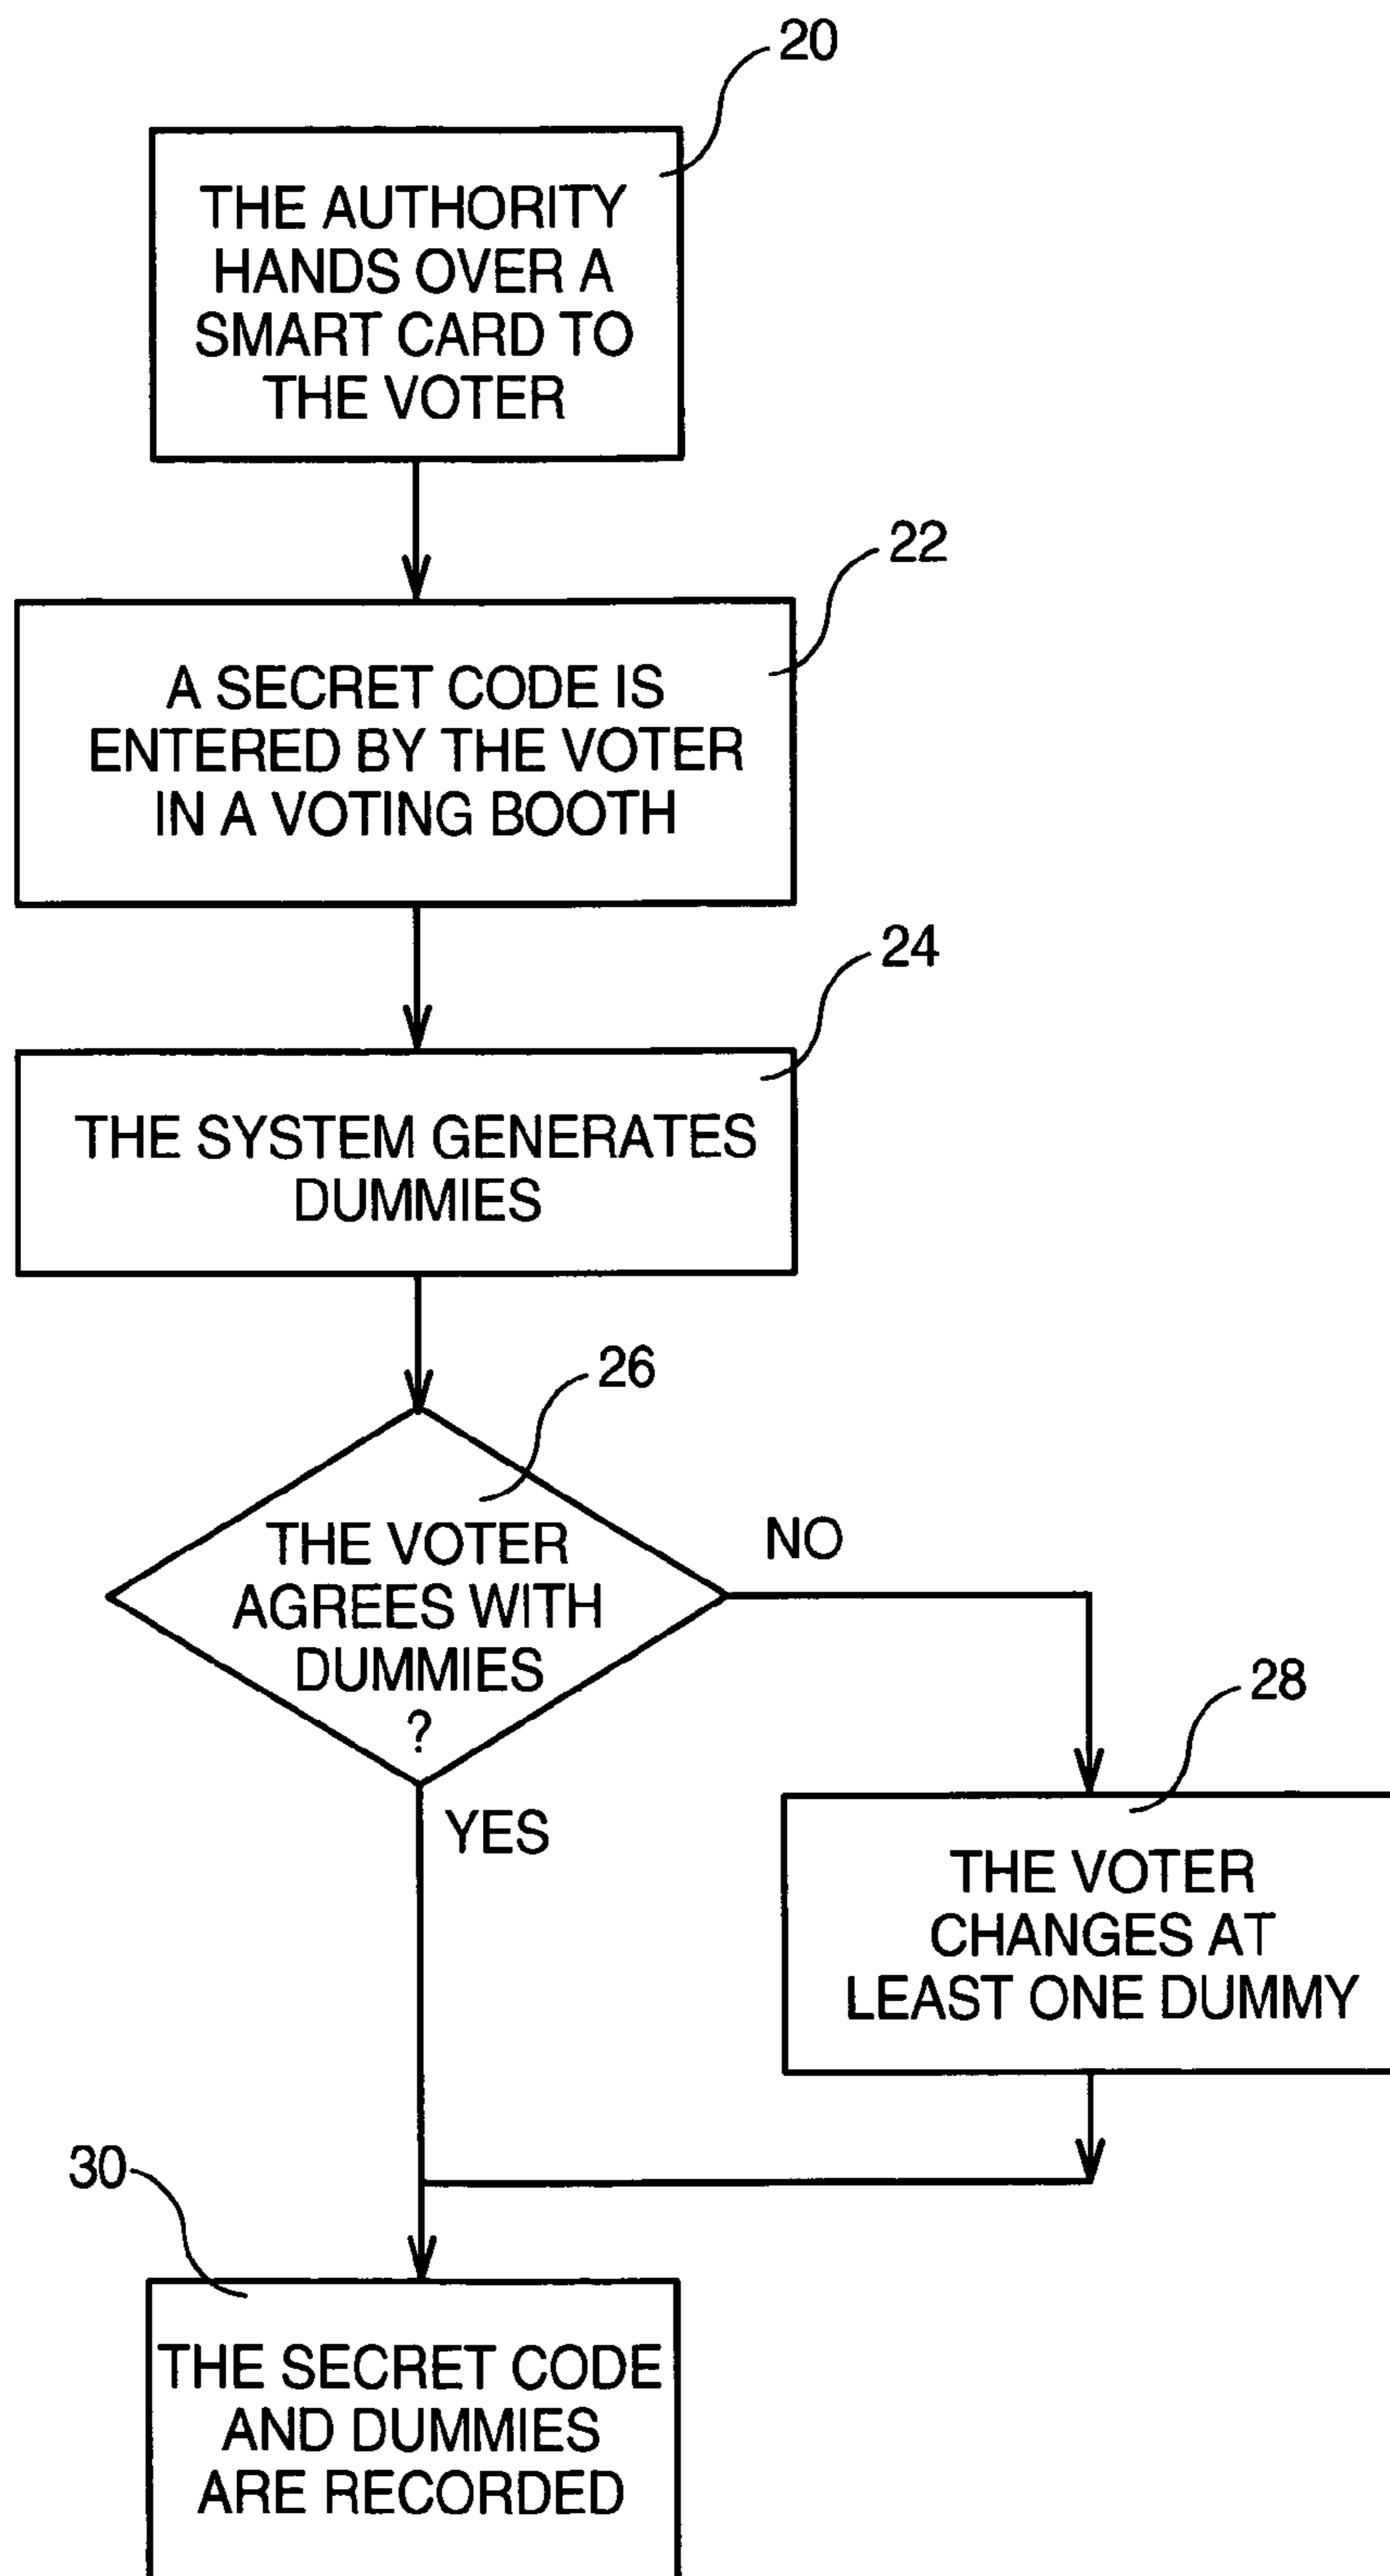 20
THE AUTHORITY
HANDS OVER A
SMART CARD TO
THE VOTER
22
A SECRET CODE IS
ENTERED BY THE VOTER
IN A VOTING BOOTH
24
THE SYSTEM GENERATES
DUMMIES
26
THE VOTER
AGREES WITH
DUMMIES
?
NO
YES
28
THE VOTER
CHANGES AT
LEAST ONE DUMMY
30
THE SECRET CODE
AND DUMMIES
ARE RECORDED